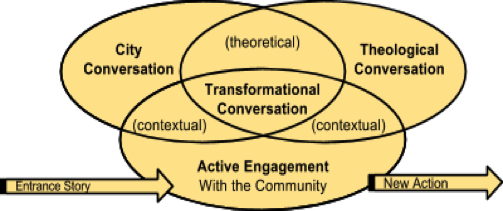 City
Conversation
(theoretical)
Theological
Conversation
Transformational
Conversation
(contextual)
(contextual)
Active Engagement
With the Community
Entrance Story
New Action